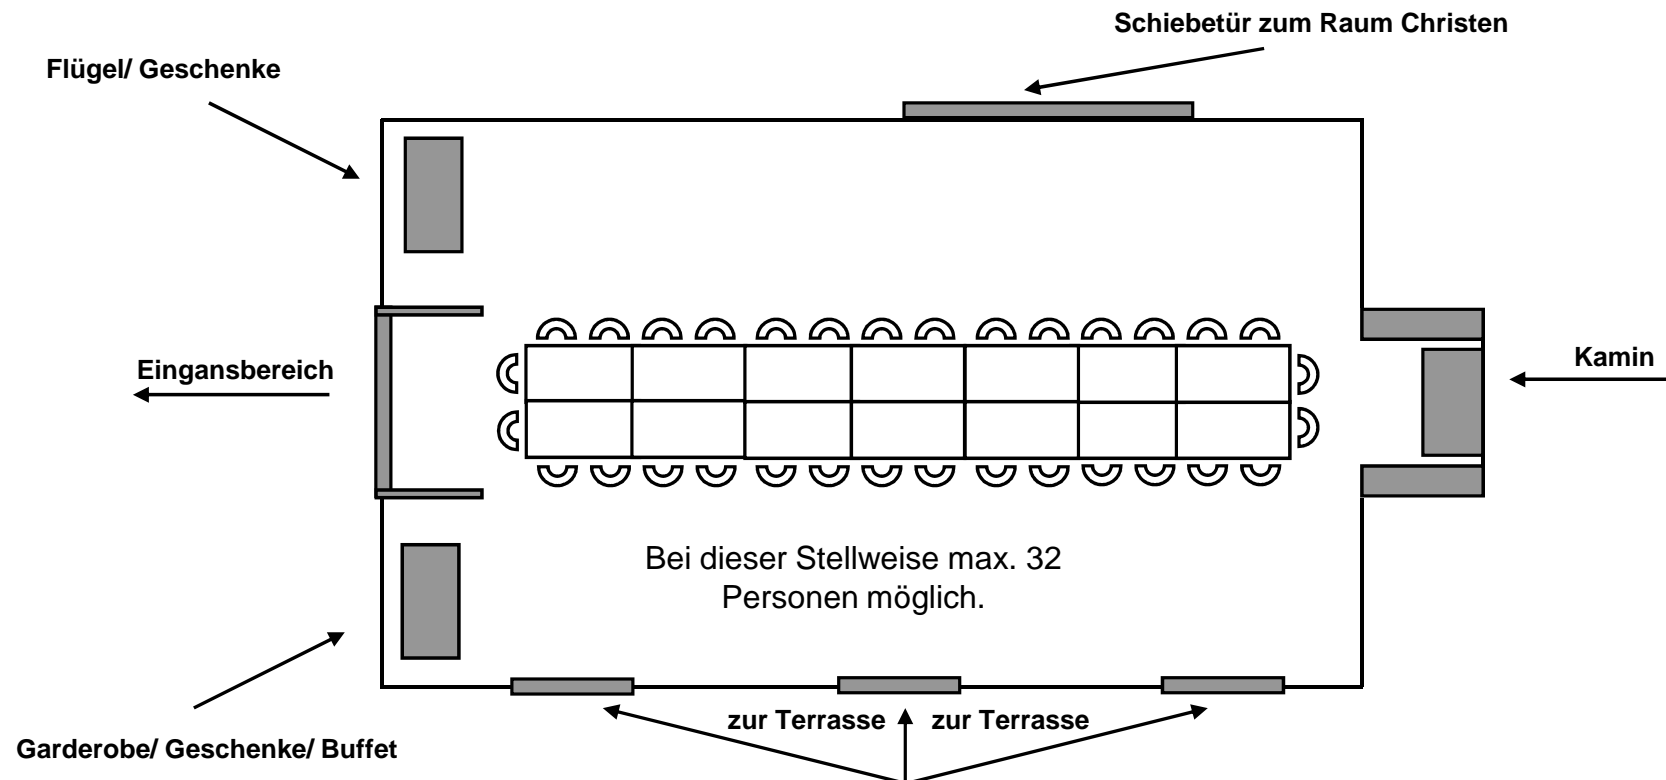 Schiebetür zum Raum Christen
Flügel/ Geschenke
Eingansbereich
Kamin
Bei dieser Stellweise max. 32
Personen möglich.
zur Terrasse
zur Terrasse
Garderobe/ Geschenke/ Buffet